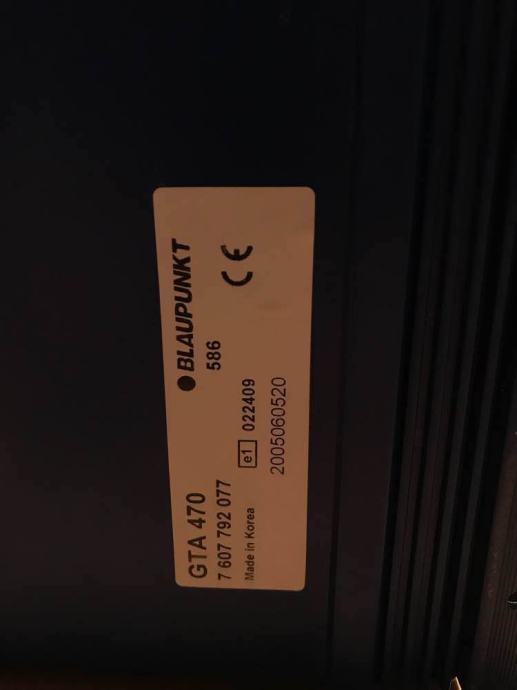 GTA 470
BLAUPUNKT
7 607 792 077
586
Made in Korea
e1 022409
CE
2005060520